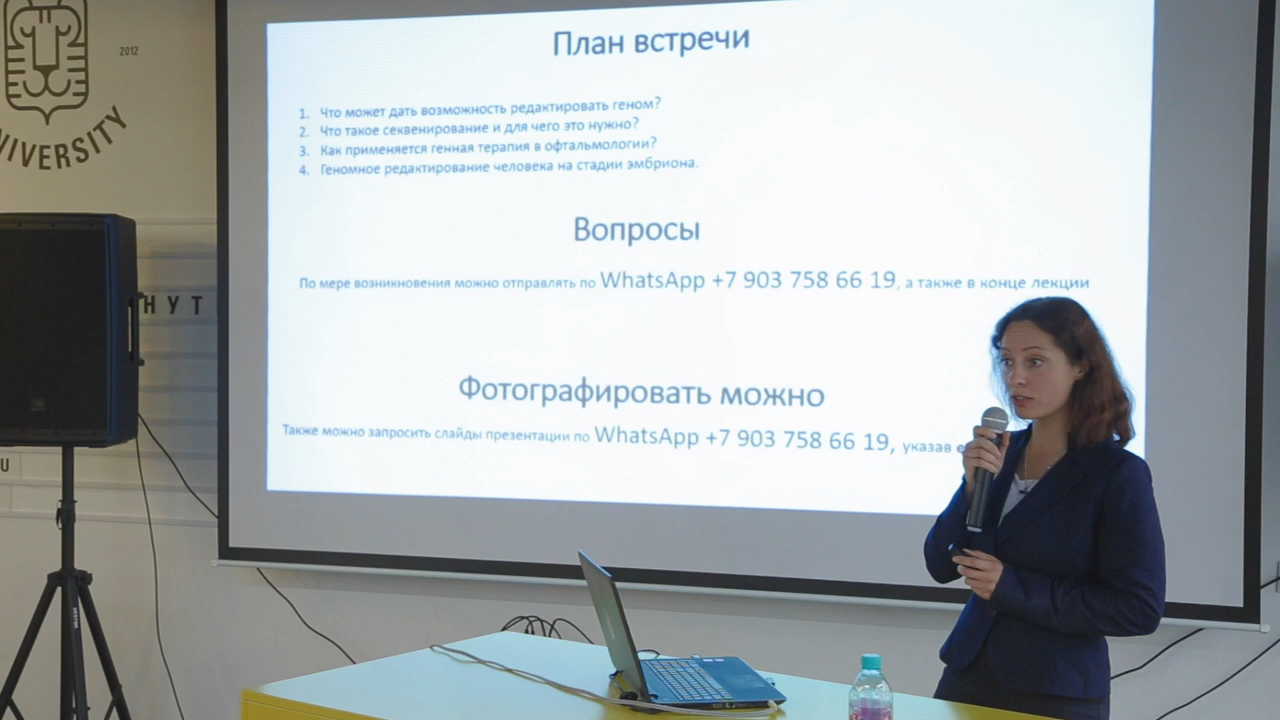 2012
NIVERSITY
План встречи
1. Что может дать возможность редактировать геном?
2. Что такое секвенирование и для чего это нужно?
3. Как применяется генная терапия в офтальмологии?
4. Геномное редактирование человека на стадии эмбриона.
Вопросы
НУТ
По мере возникновения можно отправлять по WhatsApp +7 903 758 66 19, а также в конце лекции
Фотографировать можно
Также можно запросить слайды презентации по WhatsApp +7 903 758 66 19, указав
U